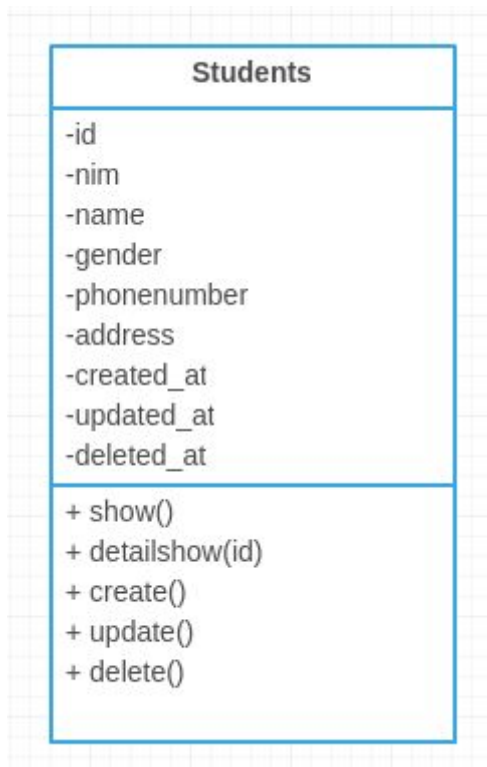 Students
-id
-nim
-name
-gender
-phonenumber
-address
-created_at
-updated_at
-deleted_at
+ show()
+ detailshow(id)
+ create()
+ update()
+ delete()